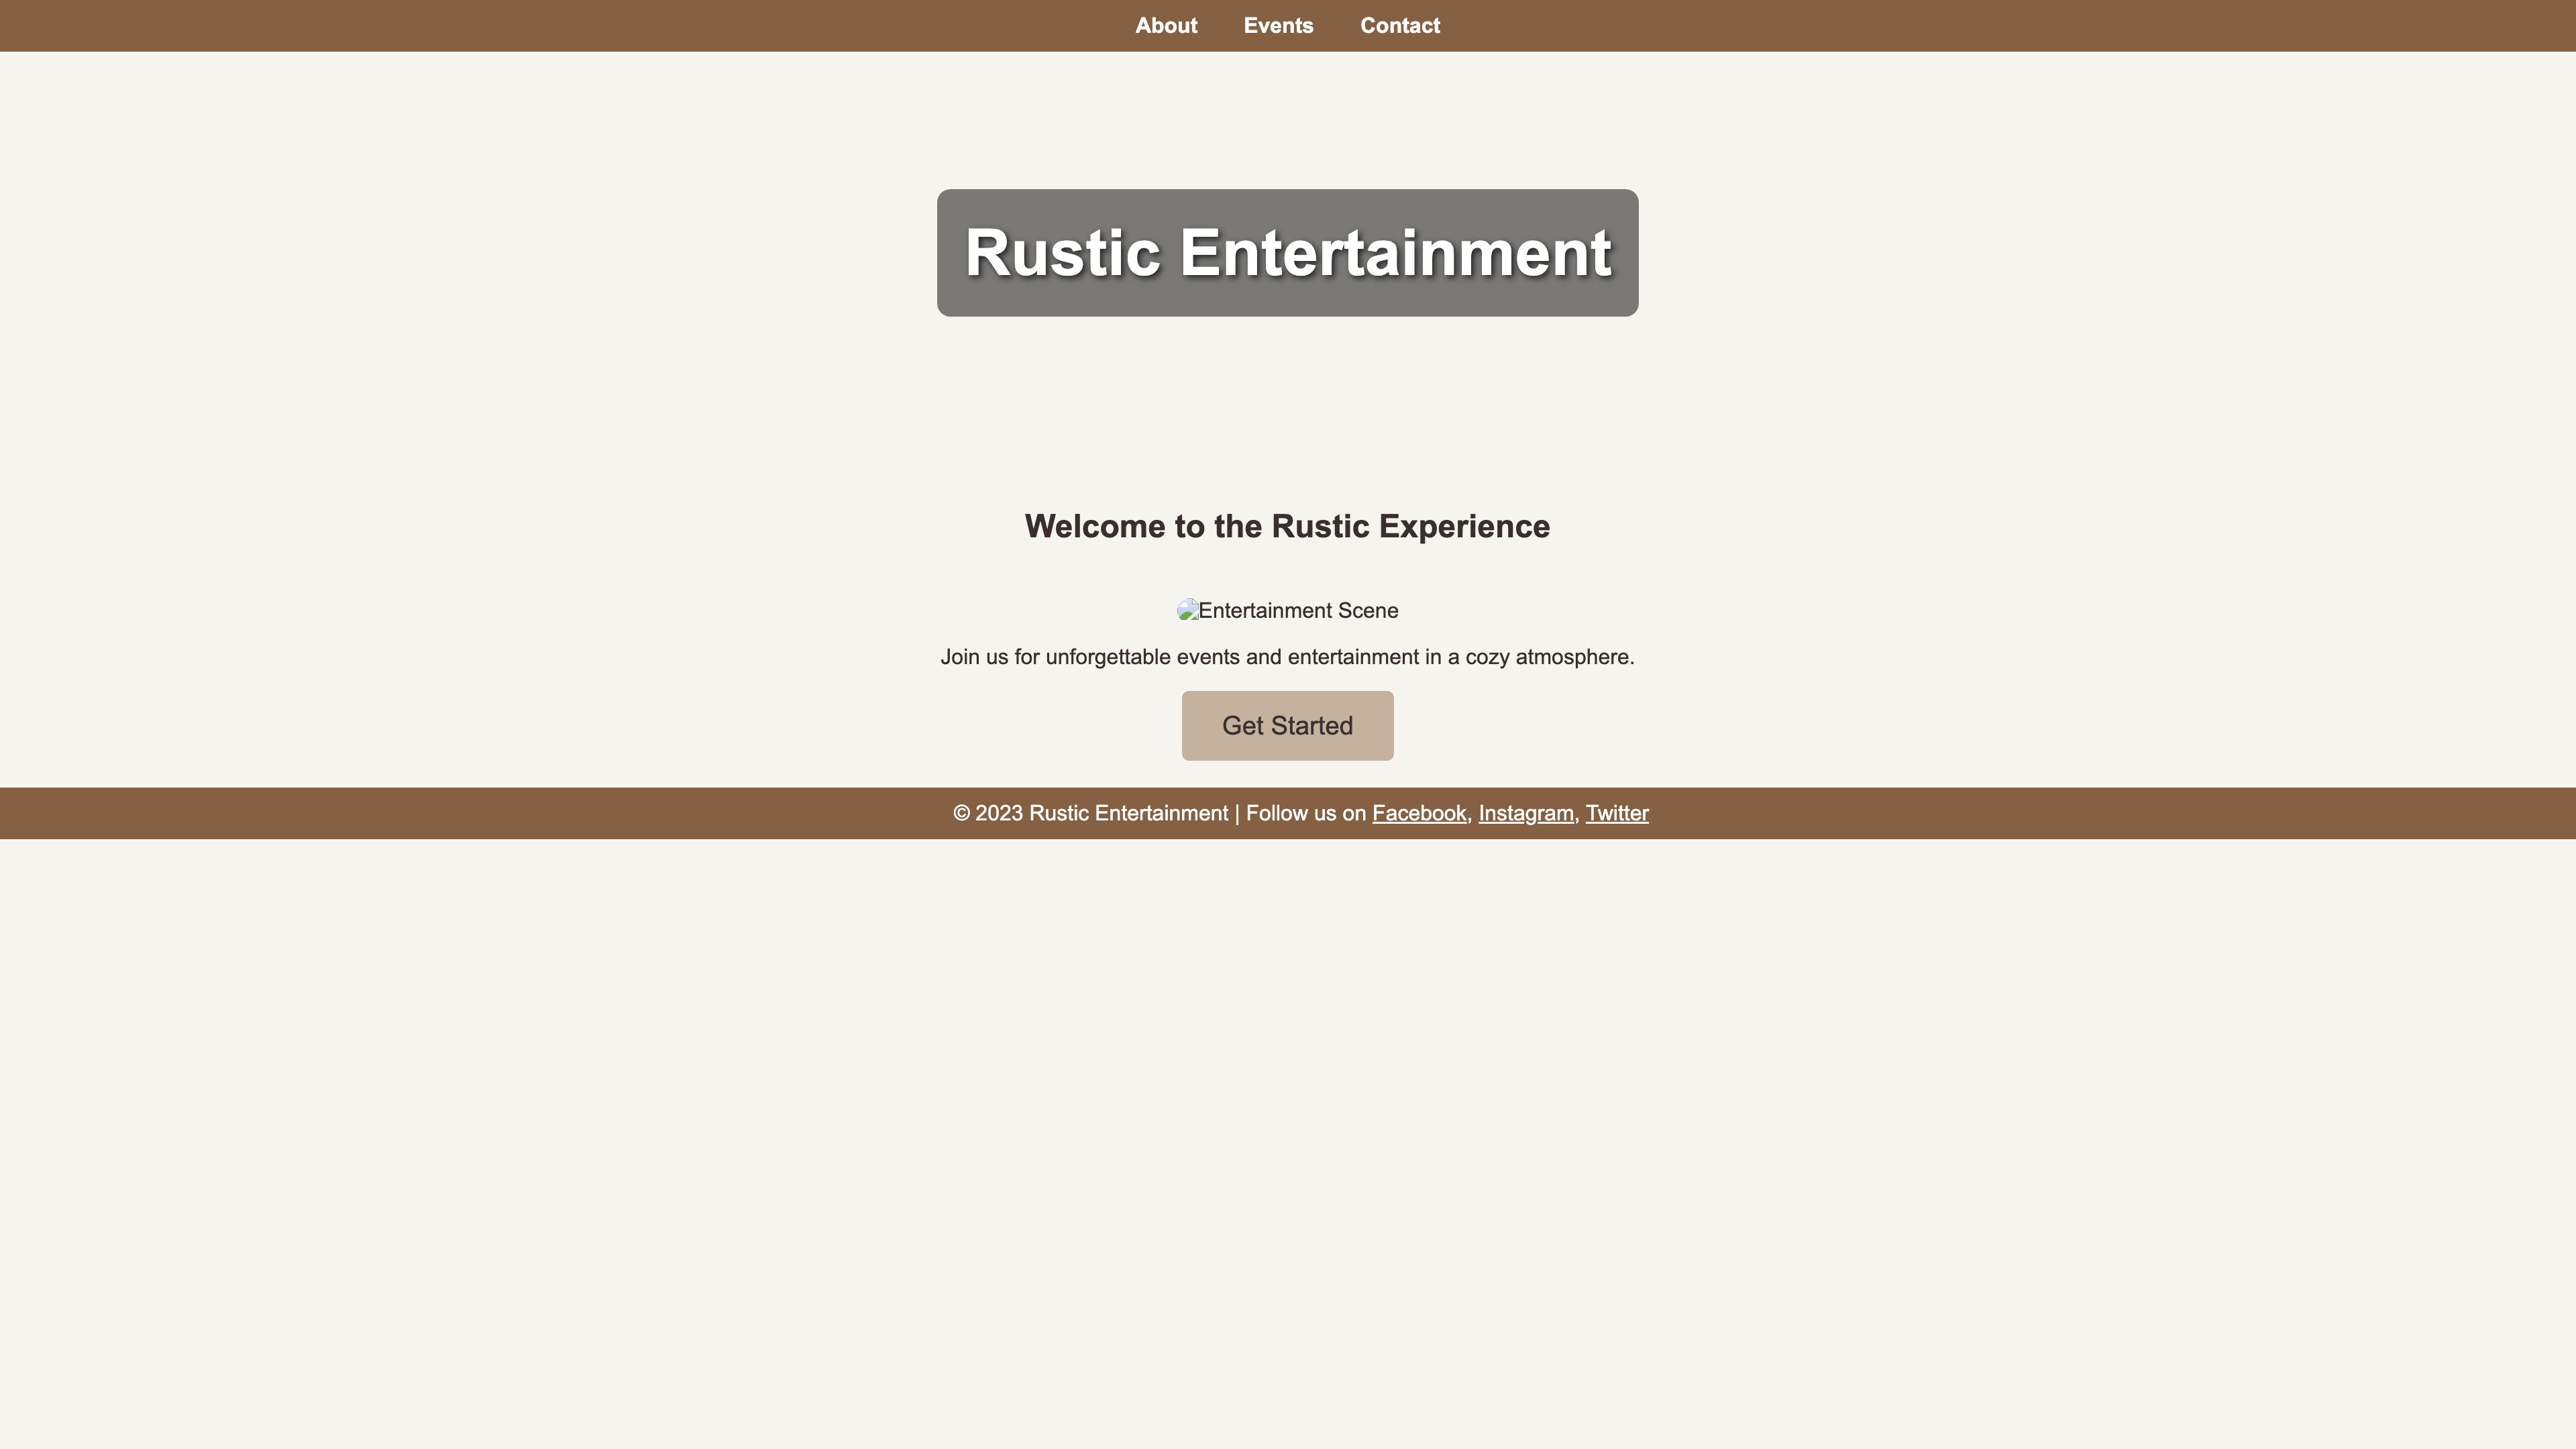 About Events Contact
Rustic Entertainment
Welcome to the Rustic Experience
Entertainment Scene
Join us for unforgettable events and entertainment in a cozy atmosphere.
Get Started
© 2023 Rustic Entertainment | Follow us on Facebook, Instagram, Twitter